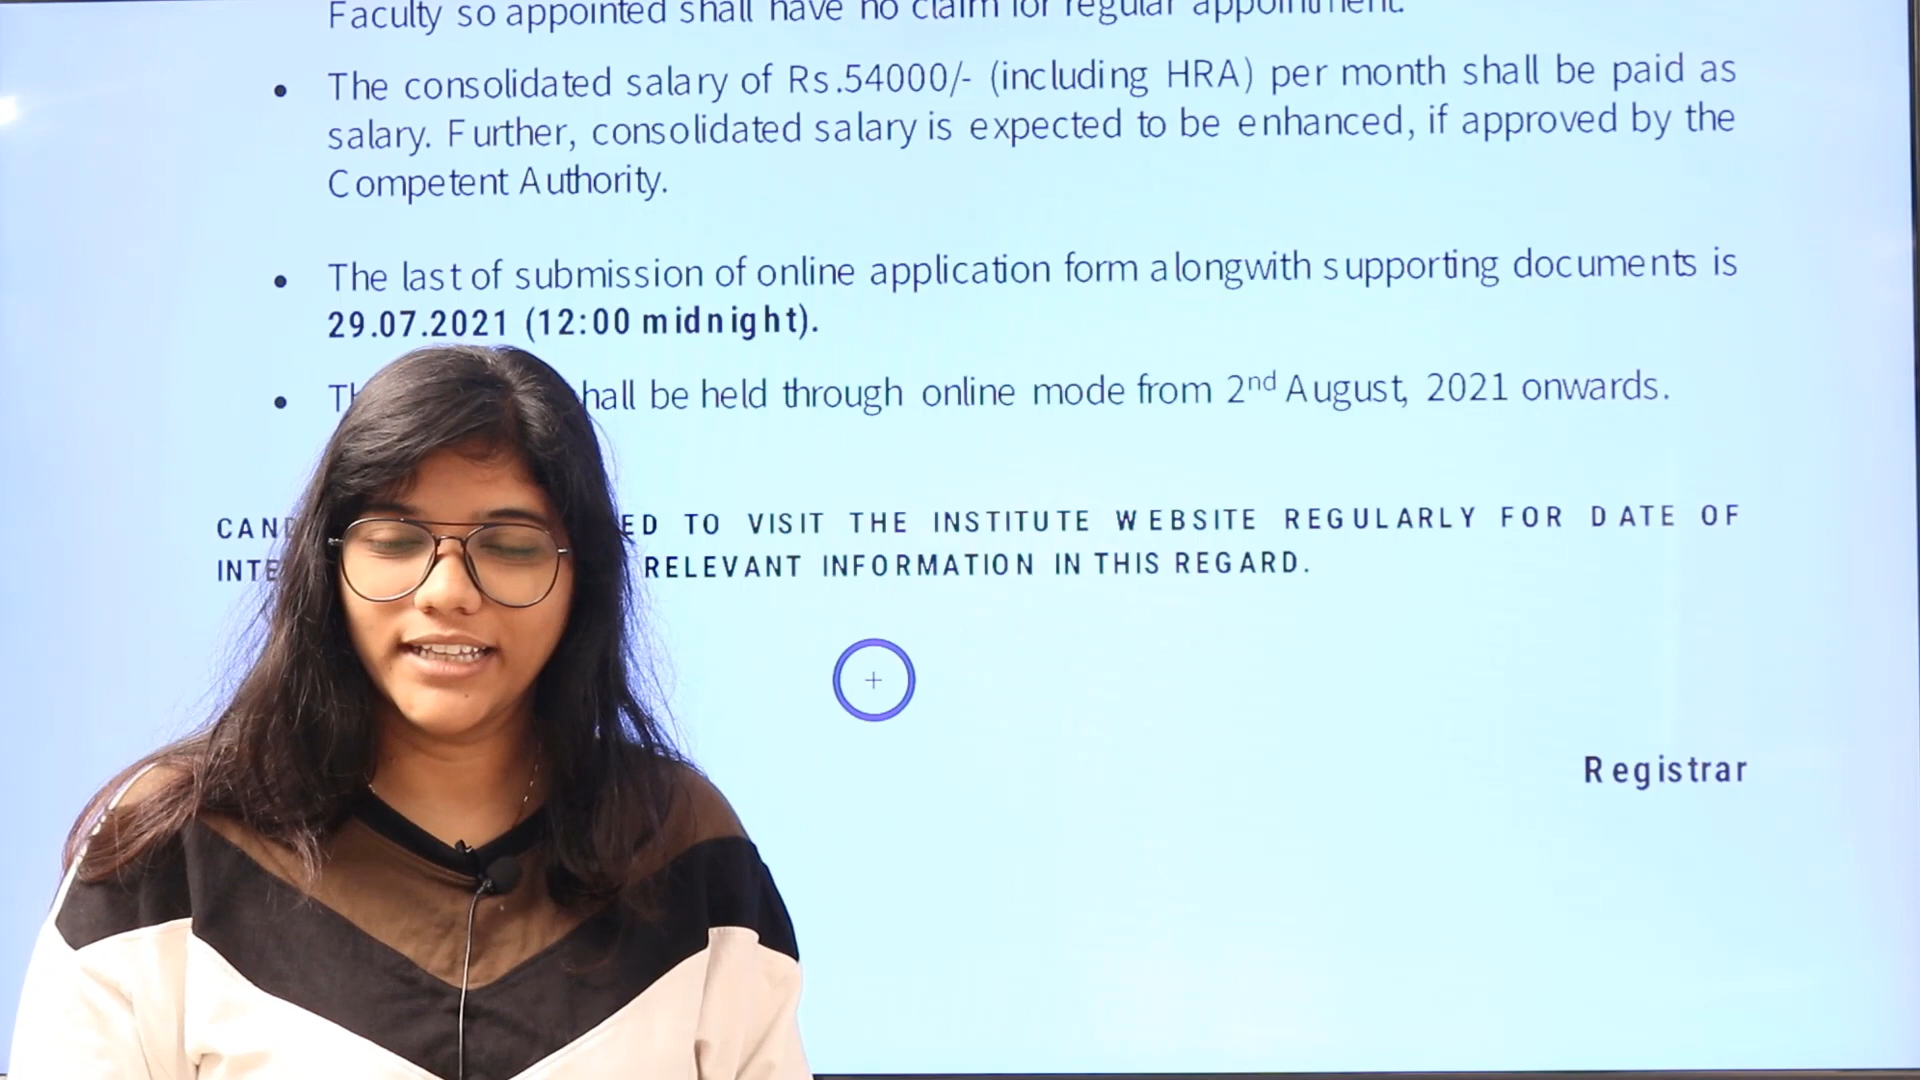 Faculty so appointed shall have no claim for regular appointment.
• The consolidated salary of Rs.54000/- (including HRA) per month shall be paid as
salary. Further, consolidated salary is expected to be enhanced, if approved by the
Competent Authority.
• The last of submission of online application form alongwith supporting documents is
29.07.2021 (12:00 midnight).
• hall be held through online mode from 2nd August, 2021 onwards.
CAND ED TO VISIT THE INSTITUTE WEBSITE REGULARLY FOR DATE OF
INTE RELEVANT INFORMATION IN THIS REGARD.
Registrar